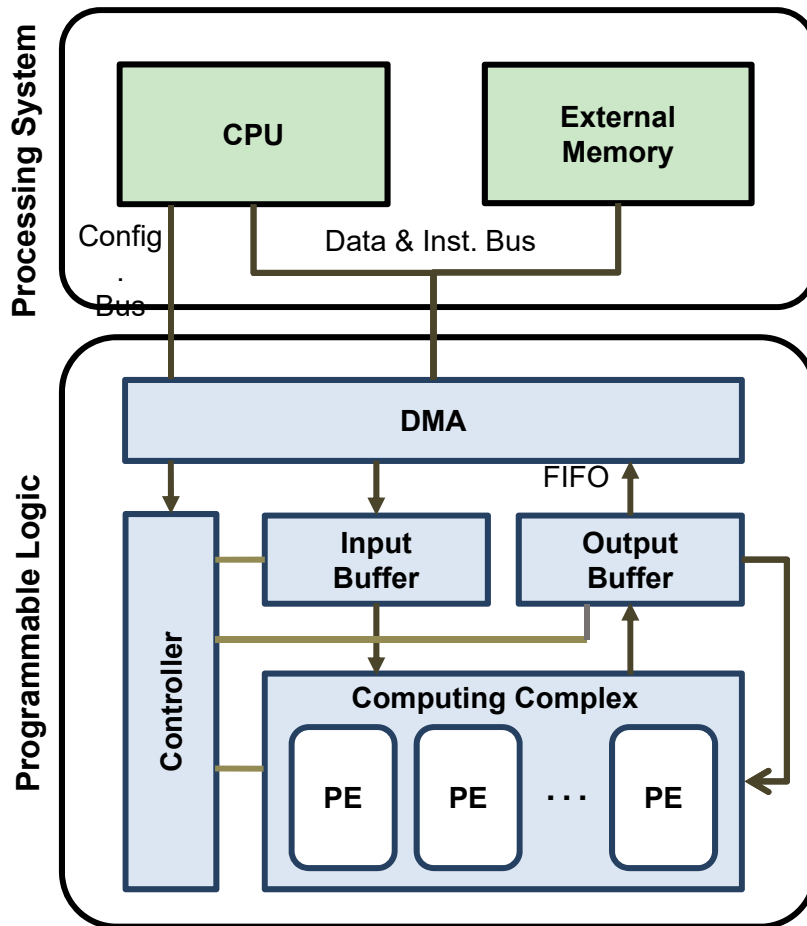 Processing System
CPU
External
Memory
Config
.
Bus
Data & Inst. Bus
Programmable Logic
DMA
FIFO
Input
Buffer
Output
Buffer
Controller
Computing Complex
PE
PE
...
PE